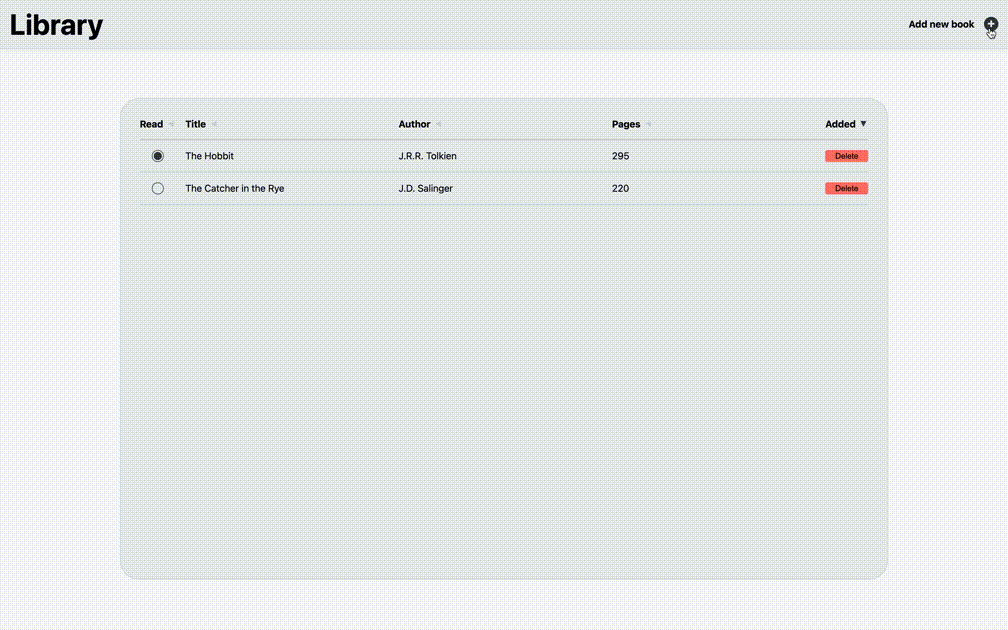 Library
Add new book
Read Title Author Pages Added
The Hobbit J.R.R. Tolkien 295 Delete
The Catcher in the Rye J.D. Salinger 220 Delete